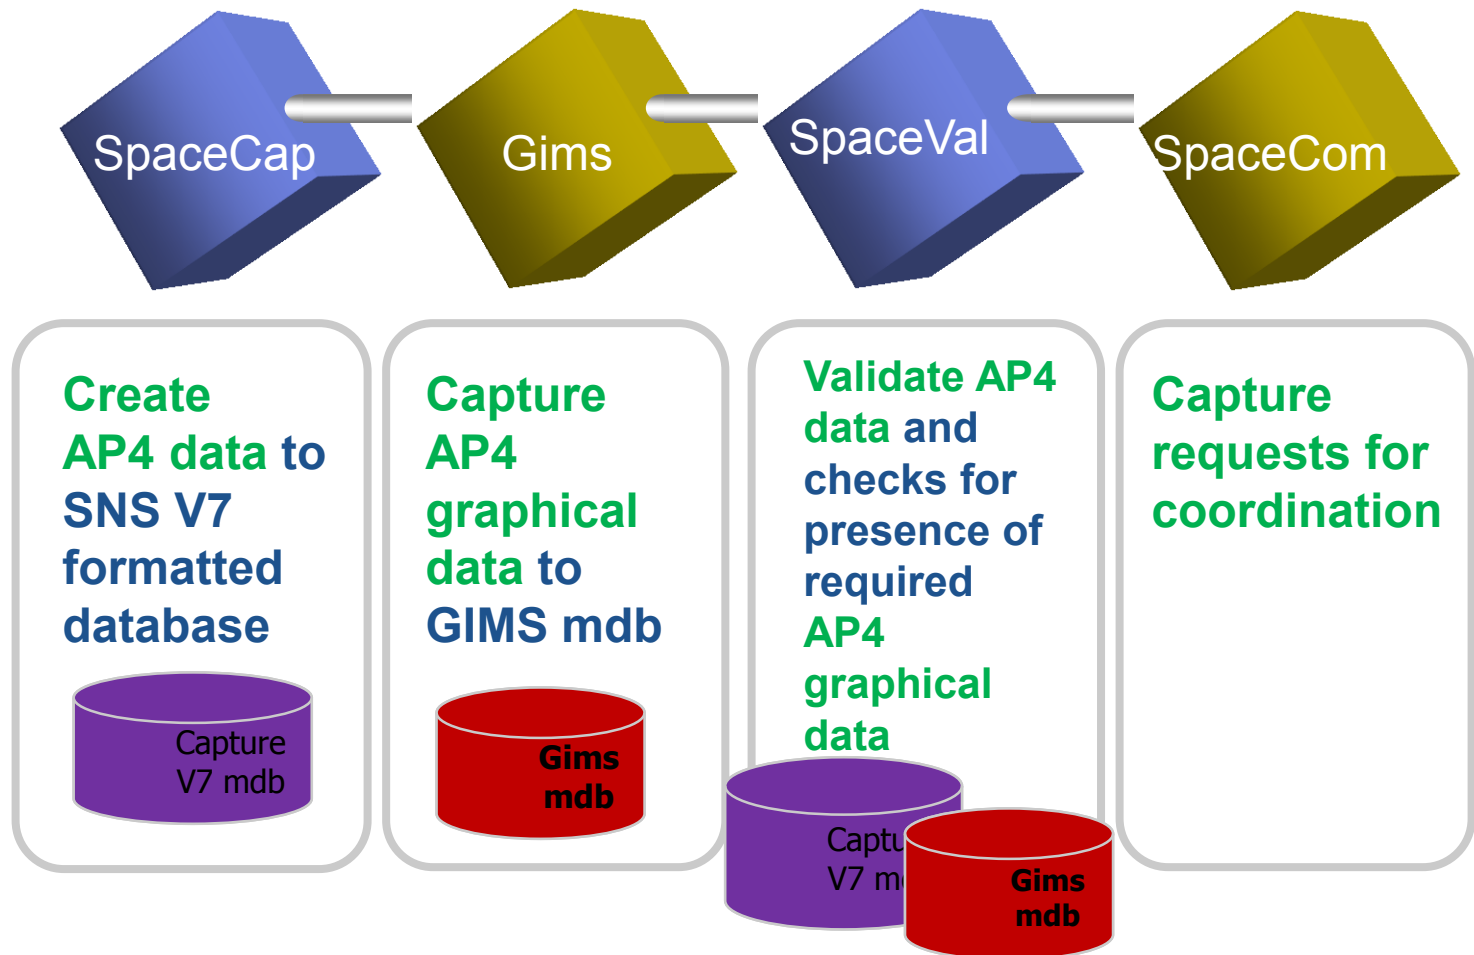 SpaceCap
Gims
SpaceVal
SpaceCom
Create
AP4 data to
SNS V7
formatted
database
Capture
V7 mdb
Capture
AP4
graphical
data to
GIMS mdb
Gims
mdb
Validate AP4
data and
checks for
presence of
required
AP4
graphical
data
Captu
V7 m
Gims
mdb
Capture
requests for
coordination